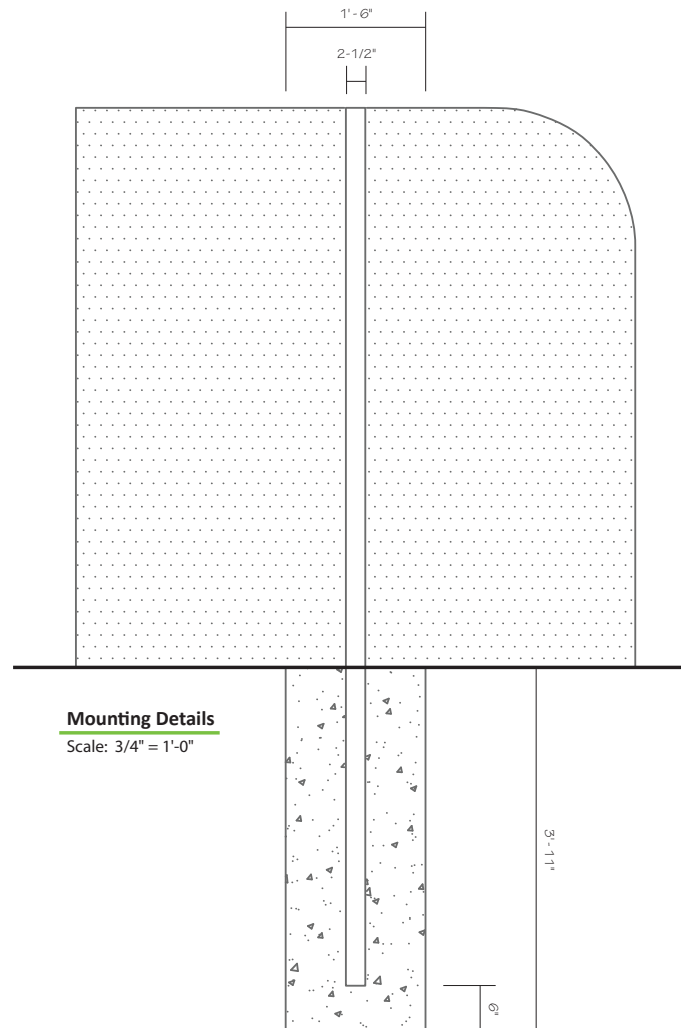 1'-6"
2-1/2"
Mounting Details
Scale: 3/4" = 1'-0"
3'-11"
6"